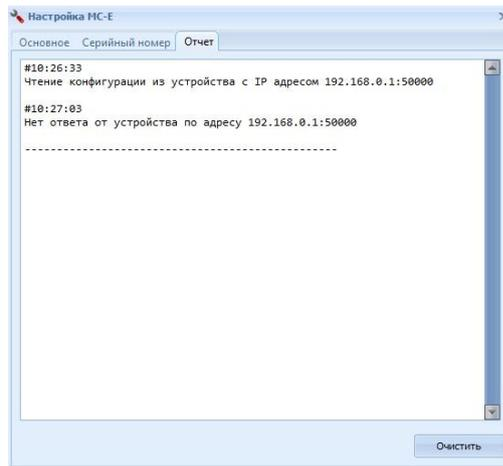 Настройка МС-Е
Основное Серийный номер Отчет
#10:26:33
Чтение конфигурации из устройства с IP адресом 192.168.0.1:50000
#10:27:03
Нет ответа от устройства по адресу 192.168.0.1:50000
-------------------------------------------------
Очистить